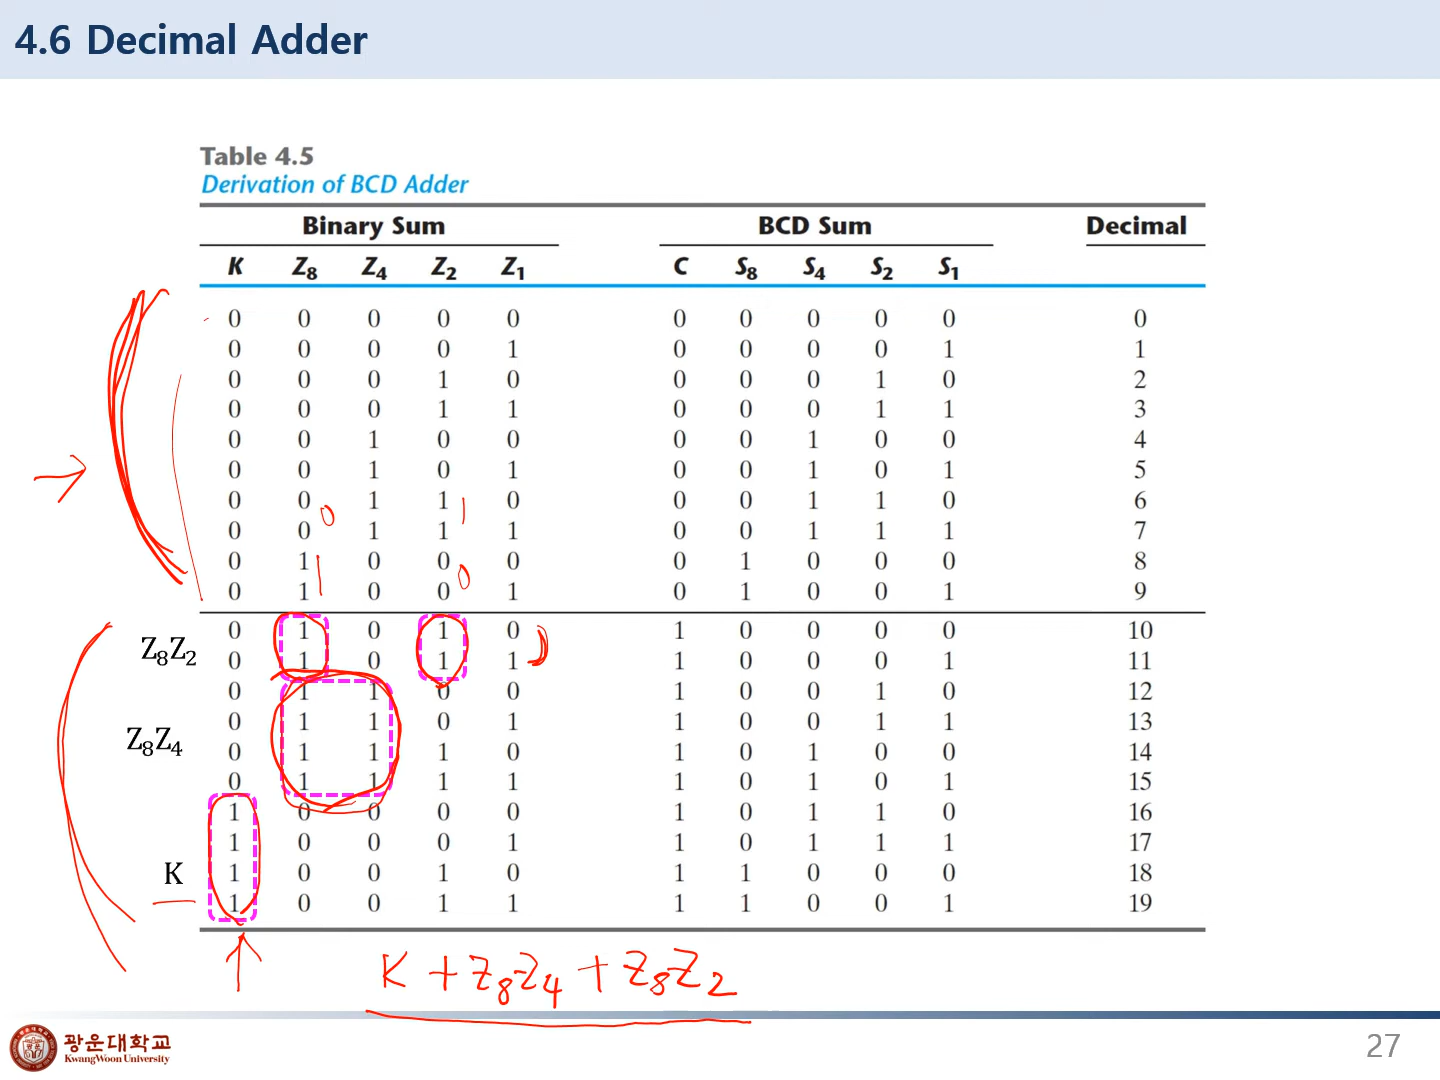 4.6 Decimal Adder
Table 4.5
Derivation of BCD Adder
Binary Sum BCD Sum Decimal
K Z8 Z4 Z2 Z1 C S8 S4 S2 S1
0 0 0 0 0 0 0 0 0 0 0
0 0 0 0 1 0 0 0 0 1 1
0 0 0 1 0 0 0 0 1 0 2
0 0 0 1 1 0 0 0 1 1 3
0 0 1 0 0 0 0 1 0 0 4
0 0 1 0 1 0 0 1 0 1 5
0 0 1 1 0 0 0 1 1 0 6
0 1
0 0 1 1 1 0 0 1 1 1 7
0 1 0 0 0 0 1 0 0 0 8
1 0
0 1 0 0 1 0 1 0 0 1 9
0 1 0 1 0 1 0 0 0 0 10
Z8Z2
0 1 0 1 1 1 0 0 0 1 11
0 1 1 0 0 1 0 0 1 0 12
0 1 1 0 1 1 0 0 1 1 13
Z8Z4
0 1 1 1 0 1 0 1 0 0 14
0 1 1 1 1 1 0 1 0 1 15
1 0 0 0 0 1 0 1 1 0 16
1 0 0 0 1 1 0 1 1 1 17
K 1 0 0 1 0 1 1 0 0 0 18
1 0 0 1 1 1 1 0 0 1 19
K + Z8Z4 + Z8Z2
광운대학교
KwangWoon University
27